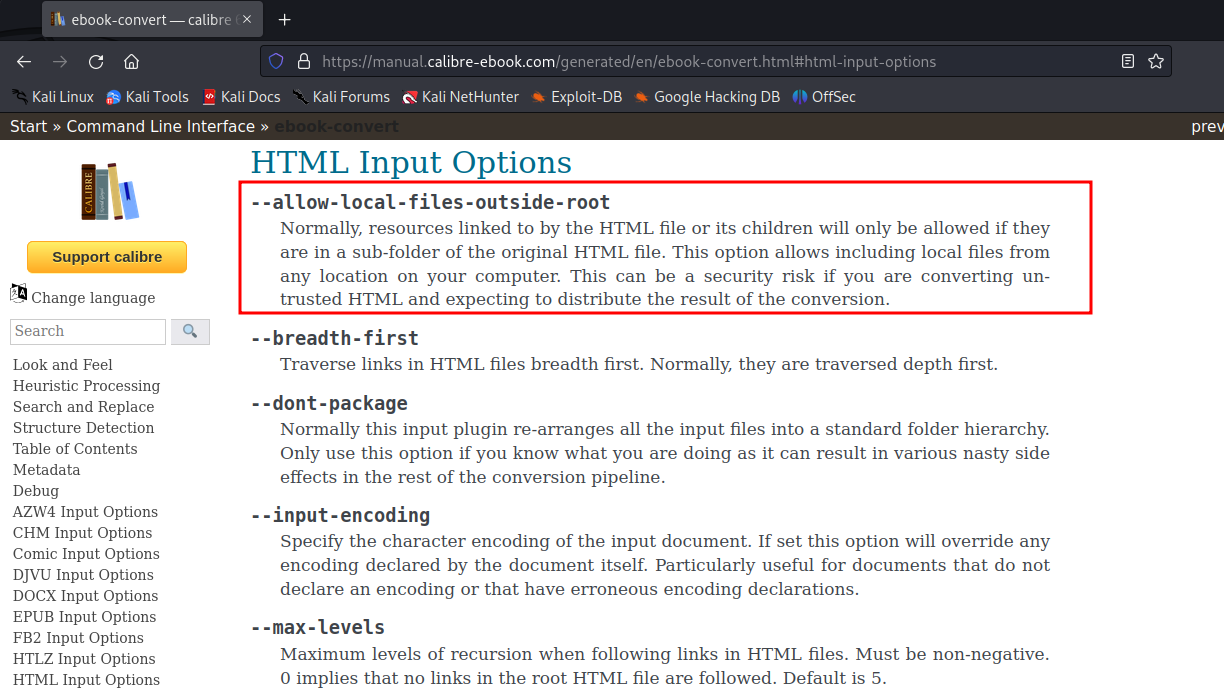 ebook-convert — calibre
https://manual.calibre-ebook.com/generated/en/ebook-convert.html#html-input-options
Kali Linux Kali Tools Kali Docs Kali Forums Kali NetHunter Exploit-DB Google Hacking DB OffSec
Start » Command Line Interface » ebook-convert prev
CALIBRE
Support calibre
Change language
Search
Look and Feel
Heuristic Processing
Search and Replace
Structure Detection
Table of Contents
Metadata
Debug
AZW4 Input Options
CHM Input Options
Comic Input Options
DJVU Input Options
DOCX Input Options
EPUB Input Options
FB2 Input Options
HTLZ Input Options
HTML Input Options
HTML Input Options
--allow-local-files-outside-root
Normally, resources linked to by the HTML file or its children will only be allowed if they
are in a sub-folder of the original HTML file. This option allows including local files from
any location on your computer. This can be a security risk if you are converting un-
trusted HTML and expecting to distribute the result of the conversion.
--breadth-first
Traverse links in HTML files breadth first. Normally, they are traversed depth first.
--dont-package
Normally this input plugin re-arranges all the input files into a standard folder hierarchy.
Only use this option if you know what you are doing as it can result in various nasty side
effects in the rest of the conversion pipeline.
--input-encoding
Specify the character encoding of the input document. If set this option will override any
encoding declared by the document itself. Particularly useful for documents that do not
declare an encoding or that have erroneous encoding declarations.
--max-levels
Maximum levels of recursion when following links in HTML files. Must be non-negative.
0 implies that no links in the root HTML file are followed. Default is 5.